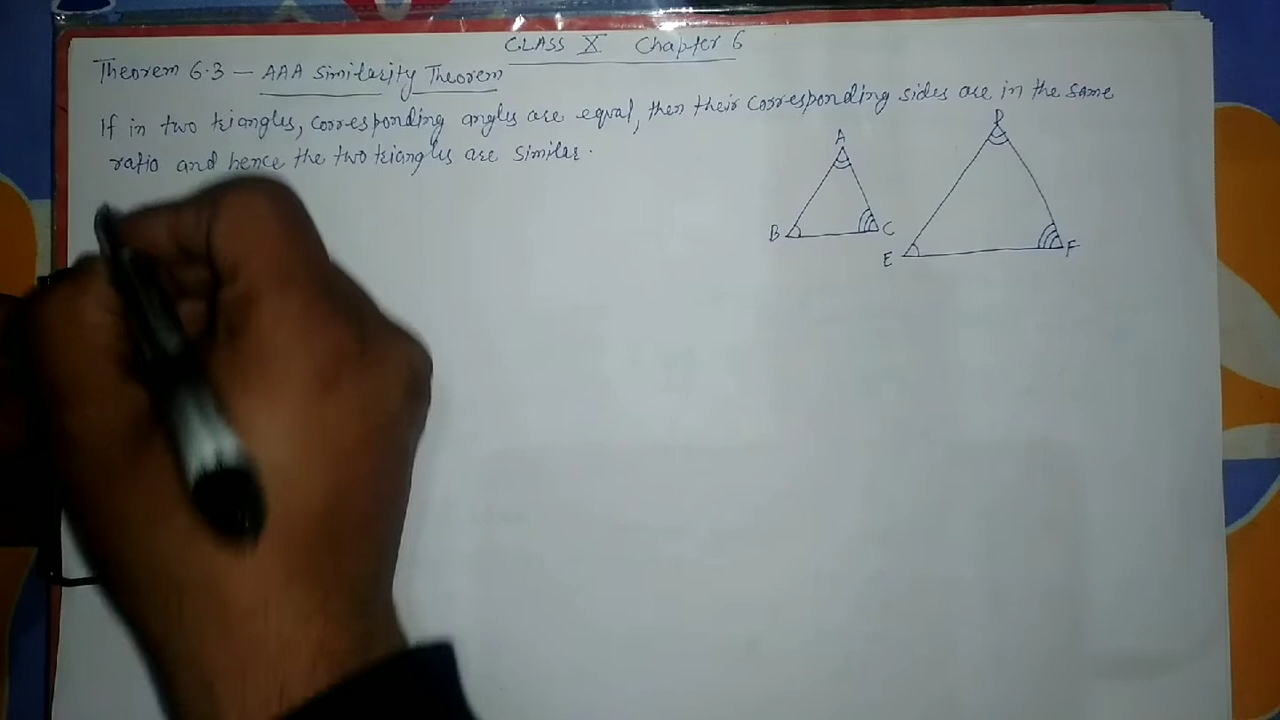 CLASS X Chapter 6
Theorem 6.3 — AAA Similarity Theorem
If in two triangles, corresponding angles are equal, then their corresponding sides are in the same
ratio and hence the two triangles are similar.
A
B
C
D
E
F